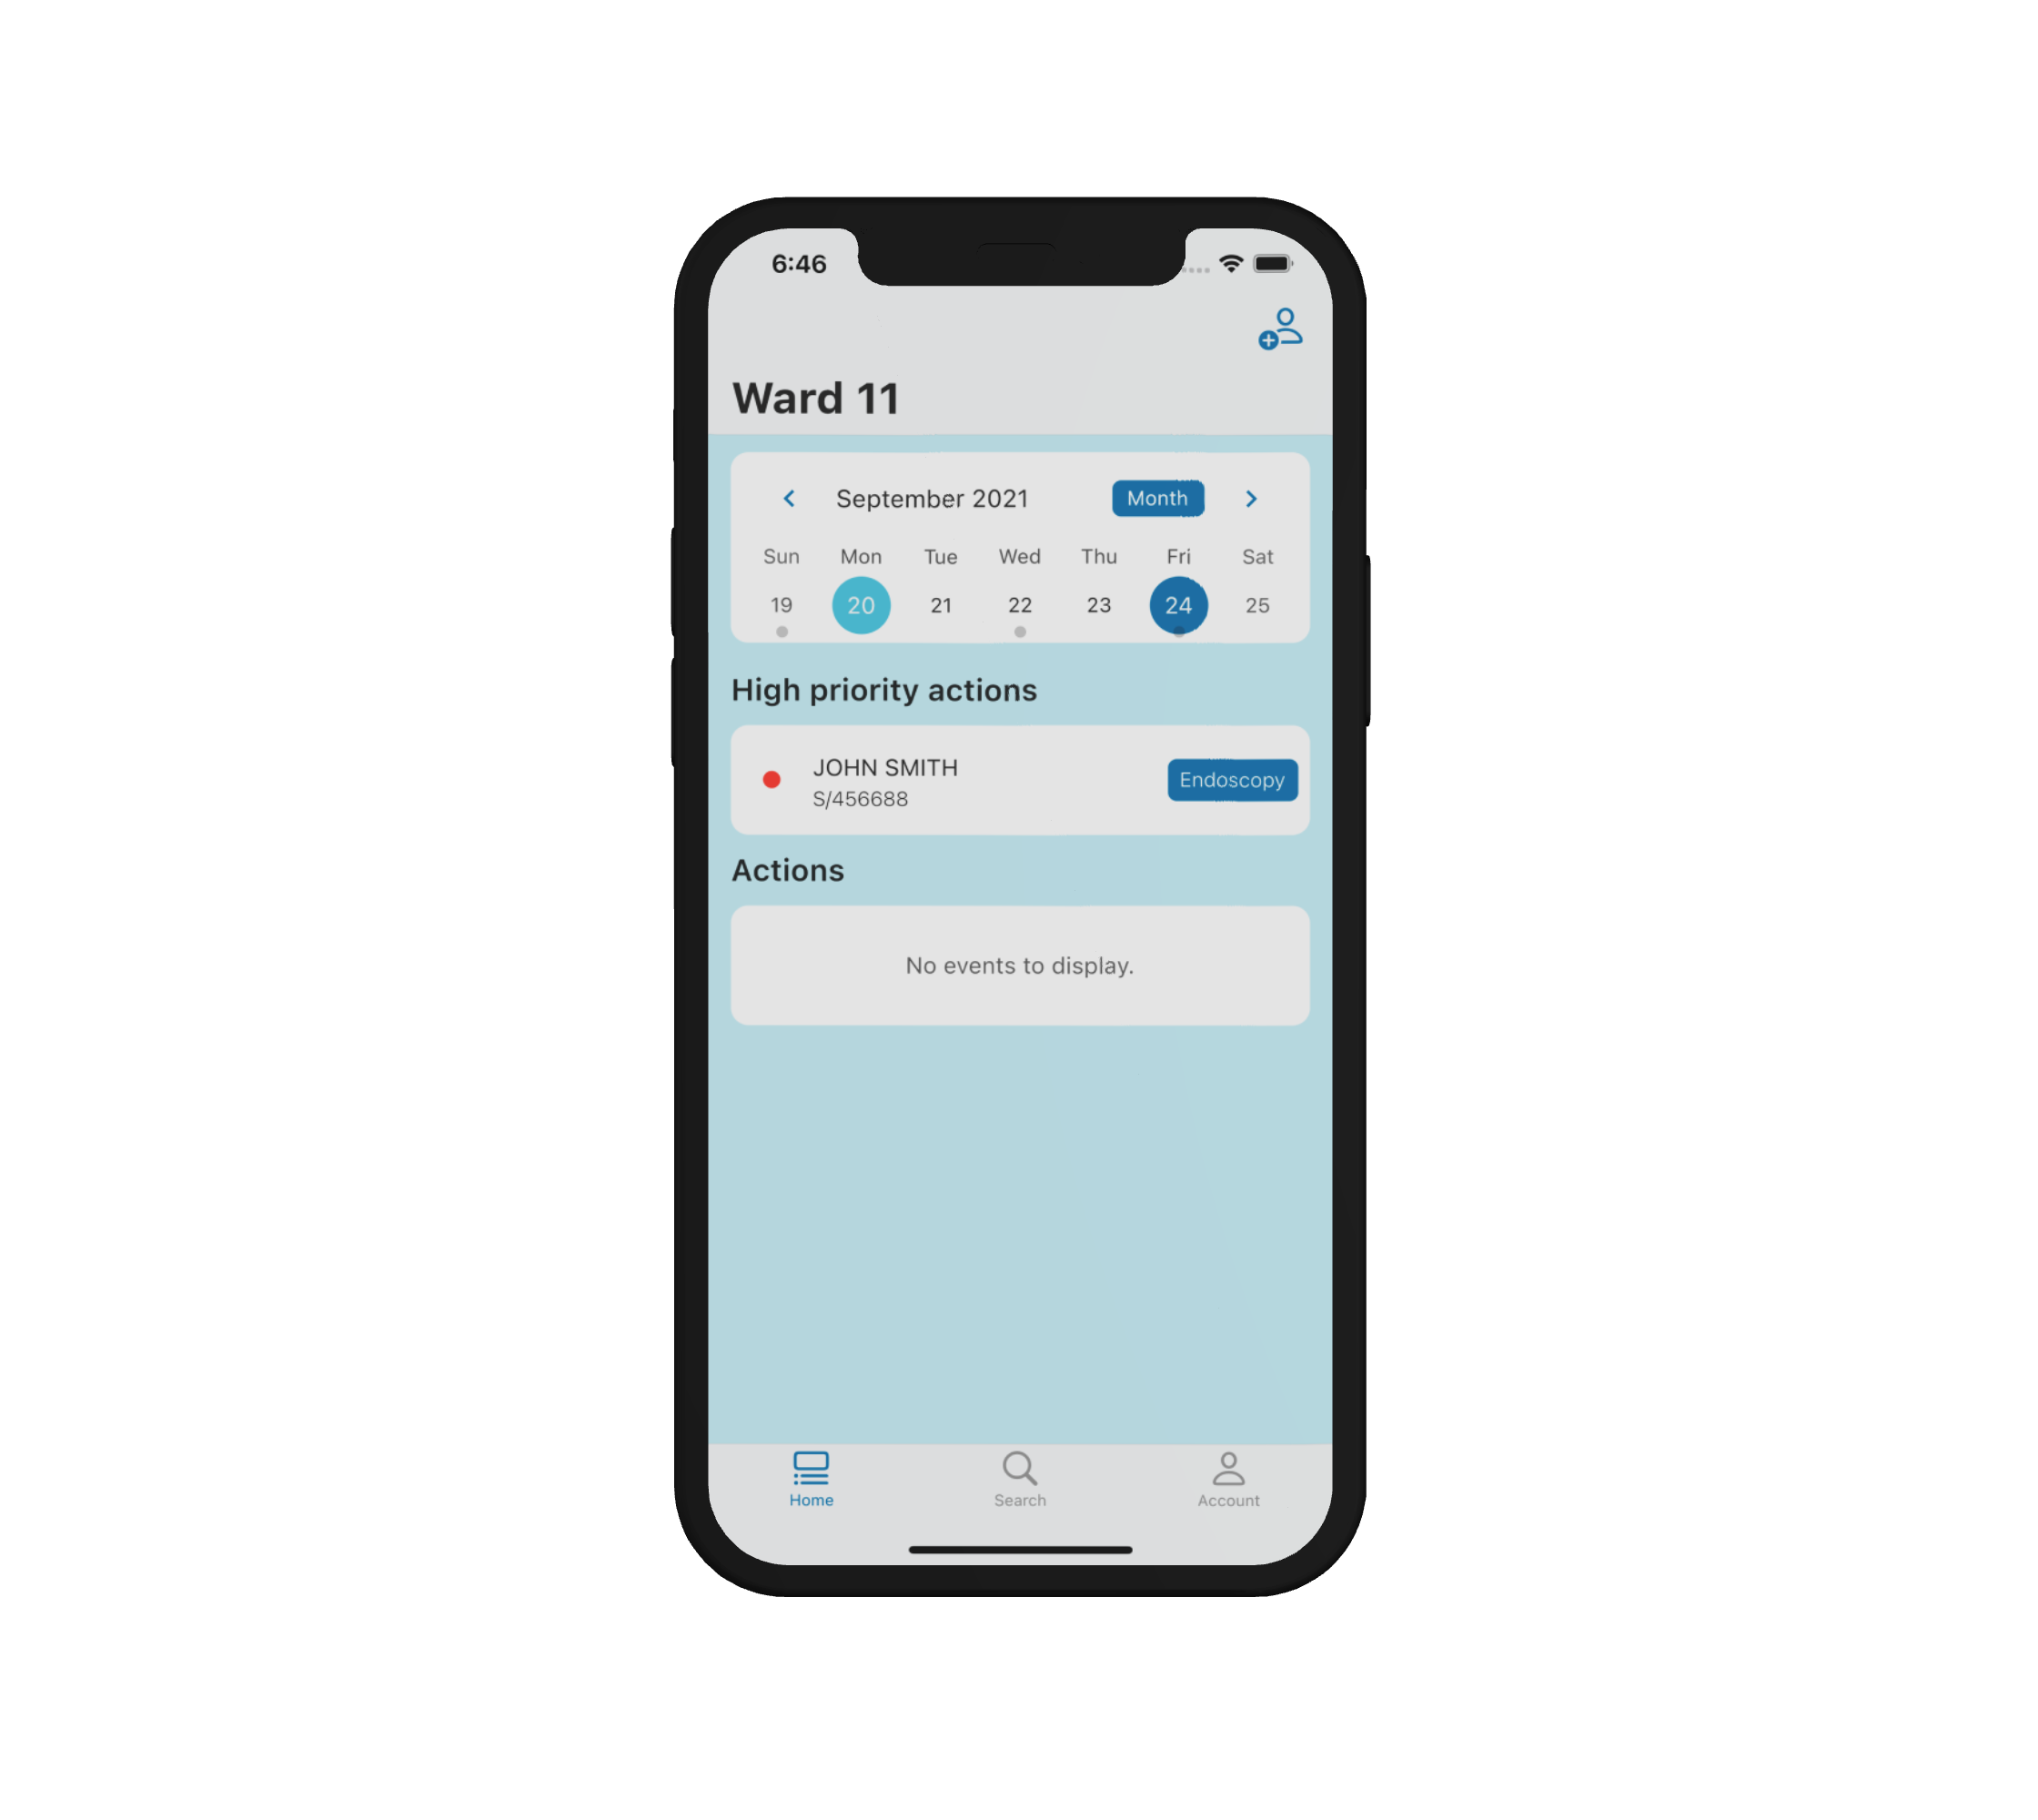 6:46
Ward 11
September 2021 Month
Sun Mon Tue Wed Thu Fri Sat
19 20 21 22 23 24 25
High priority actions
JOHN SMITH
S/456688
Endoscopy
Actions
No events to display.
Home Search Account